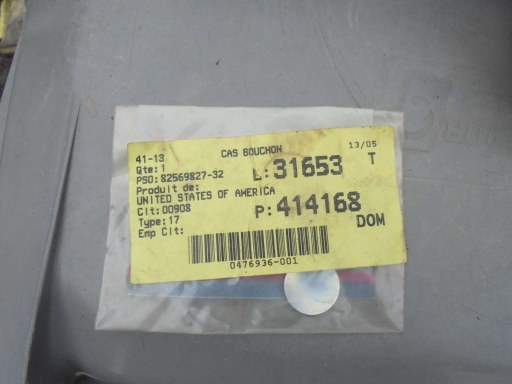 41-13 CAS BOUCHON 13/05
Qte: 1 L: 31653 T
PSO: 82569827-32
Produit de:
UNITED STATES OF AMERICA
Clt: 00908 P: 414168
Type: 17 DOM
Emp Clt:
0476936-001